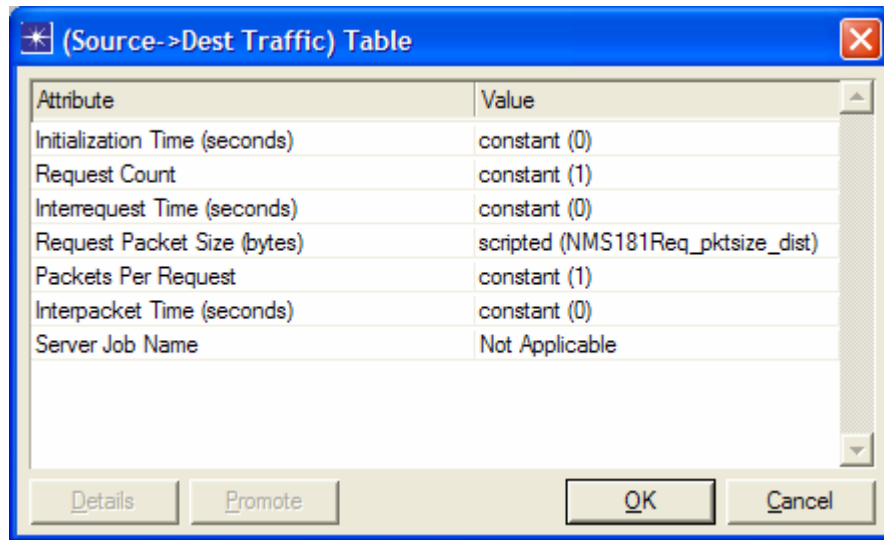 (Source->Dest Traffic) Table
Attribute Value
Initialization Time (seconds) constant (0)
Request Count constant (1)
Interrequest Time (seconds) constant (0)
Request Packet Size (bytes) scripted (NMS181Req_pktsize_dist)
Packets Per Request constant (1)
Interpacket Time (seconds) constant (0)
Server Job Name Not Applicable
Details Promote OK Cancel